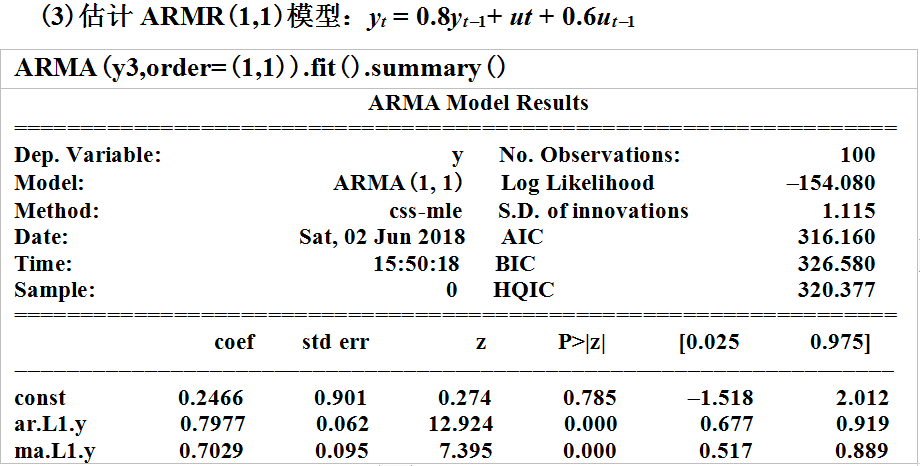 (3)估计 ARMR(1,1)模型：yt = 0.8yt−1+ ut + 0.6ut−1
ARMA(y3,order=(1,1)).fit().summary()
ARMA Model Results
==================================================================
Dep. Variable: y No. Observations: 100
Model: ARMA(1, 1) Log Likelihood –154.080
Method: css-mle S.D. of innovations 1.115
Date: Sat, 02 Jun 2018 AIC 316.160
Time: 15:50:18 BIC 326.580
Sample: 0 HQIC 320.377
==================================================================
coef std err z P>|z| [0.025 0.975]
const 0.2466 0.901 0.274 0.785 –1.518 2.012
ar.L1.y 0.7977 0.062 12.924 0.000 0.677 0.919
ma.L1.y 0.7029 0.095 7.395 0.000 0.517 0.889